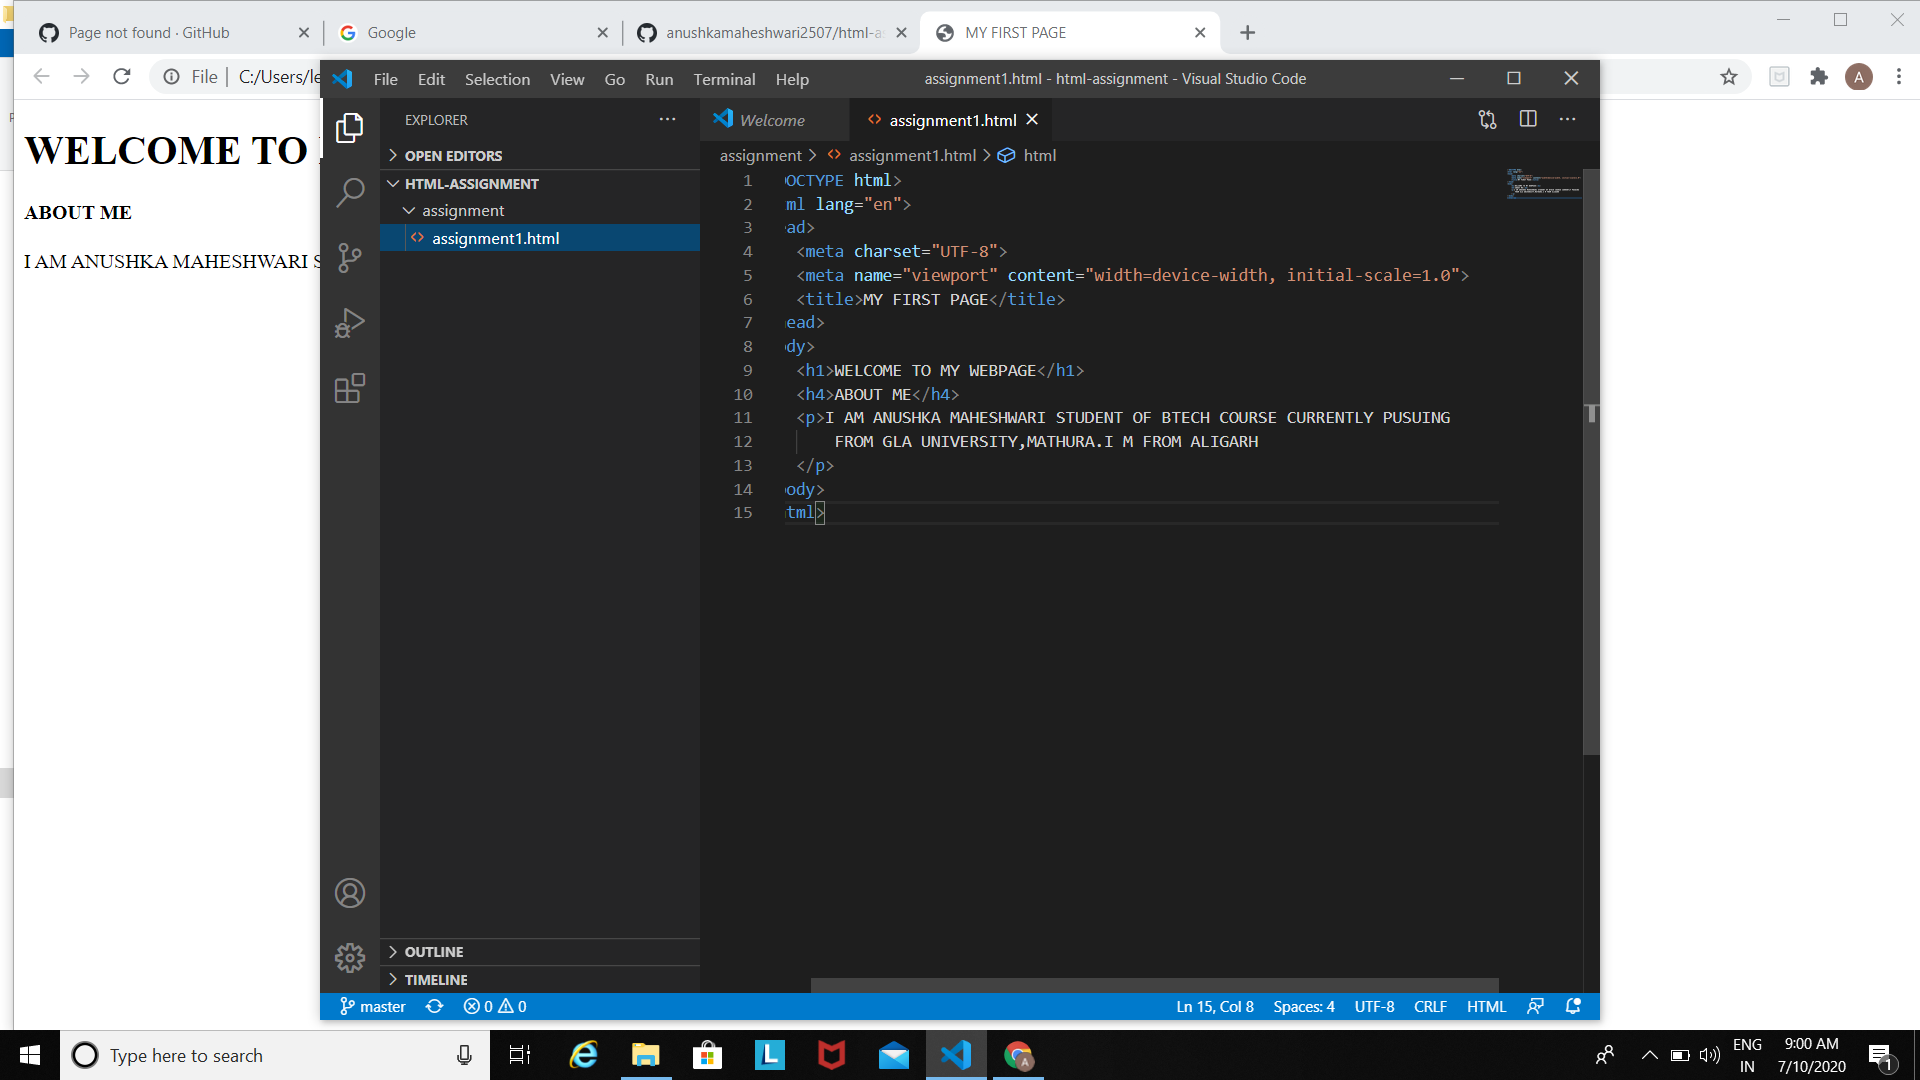 Page not found · GitHub
Google
anushkamaheshwari2507/html-as
MY FIRST PAGE
File
C:/Users/le
WELCOME TO
ABOUT ME
I AM ANUSHKA MAHESHWARI S
File Edit Selection View Go Run Terminal Help
assignment1.html - html-assignment - Visual Studio Code
EXPLORER
OPEN EDITORS
HTML-ASSIGNMENT
assignment
assignment1.html
OUTLINE
TIMELINE
Welcome
assignment1.html
assignment > assignment1.html > html
1 OCTYPE html>
2 ml lang="en">
3 ad>
4 <meta charset="UTF-8">
5 <meta name="viewport" content="width=device-width, initial-scale=1.0">
6 <title>MY FIRST PAGE</title>
7 ead>
8 dy>
9 <h1>WELCOME TO MY WEBPAGE</h1>
10 <h4>ABOUT ME</h4>
11 <p>I AM ANUSHKA MAHESHWARI STUDENT OF BTECH COURSE CURRENTLY PUSUING
12 FROM GLA UNIVERSITY,MATHURA.I M FROM ALIGARH
13 </p>
14 ody>
15 tml>
master 0 0
Ln 15, Col 8 Spaces: 4 UTF-8 CRLF HTML
Type here to search
ENG
IN
9:00 AM
7/10/2020
1
A
L